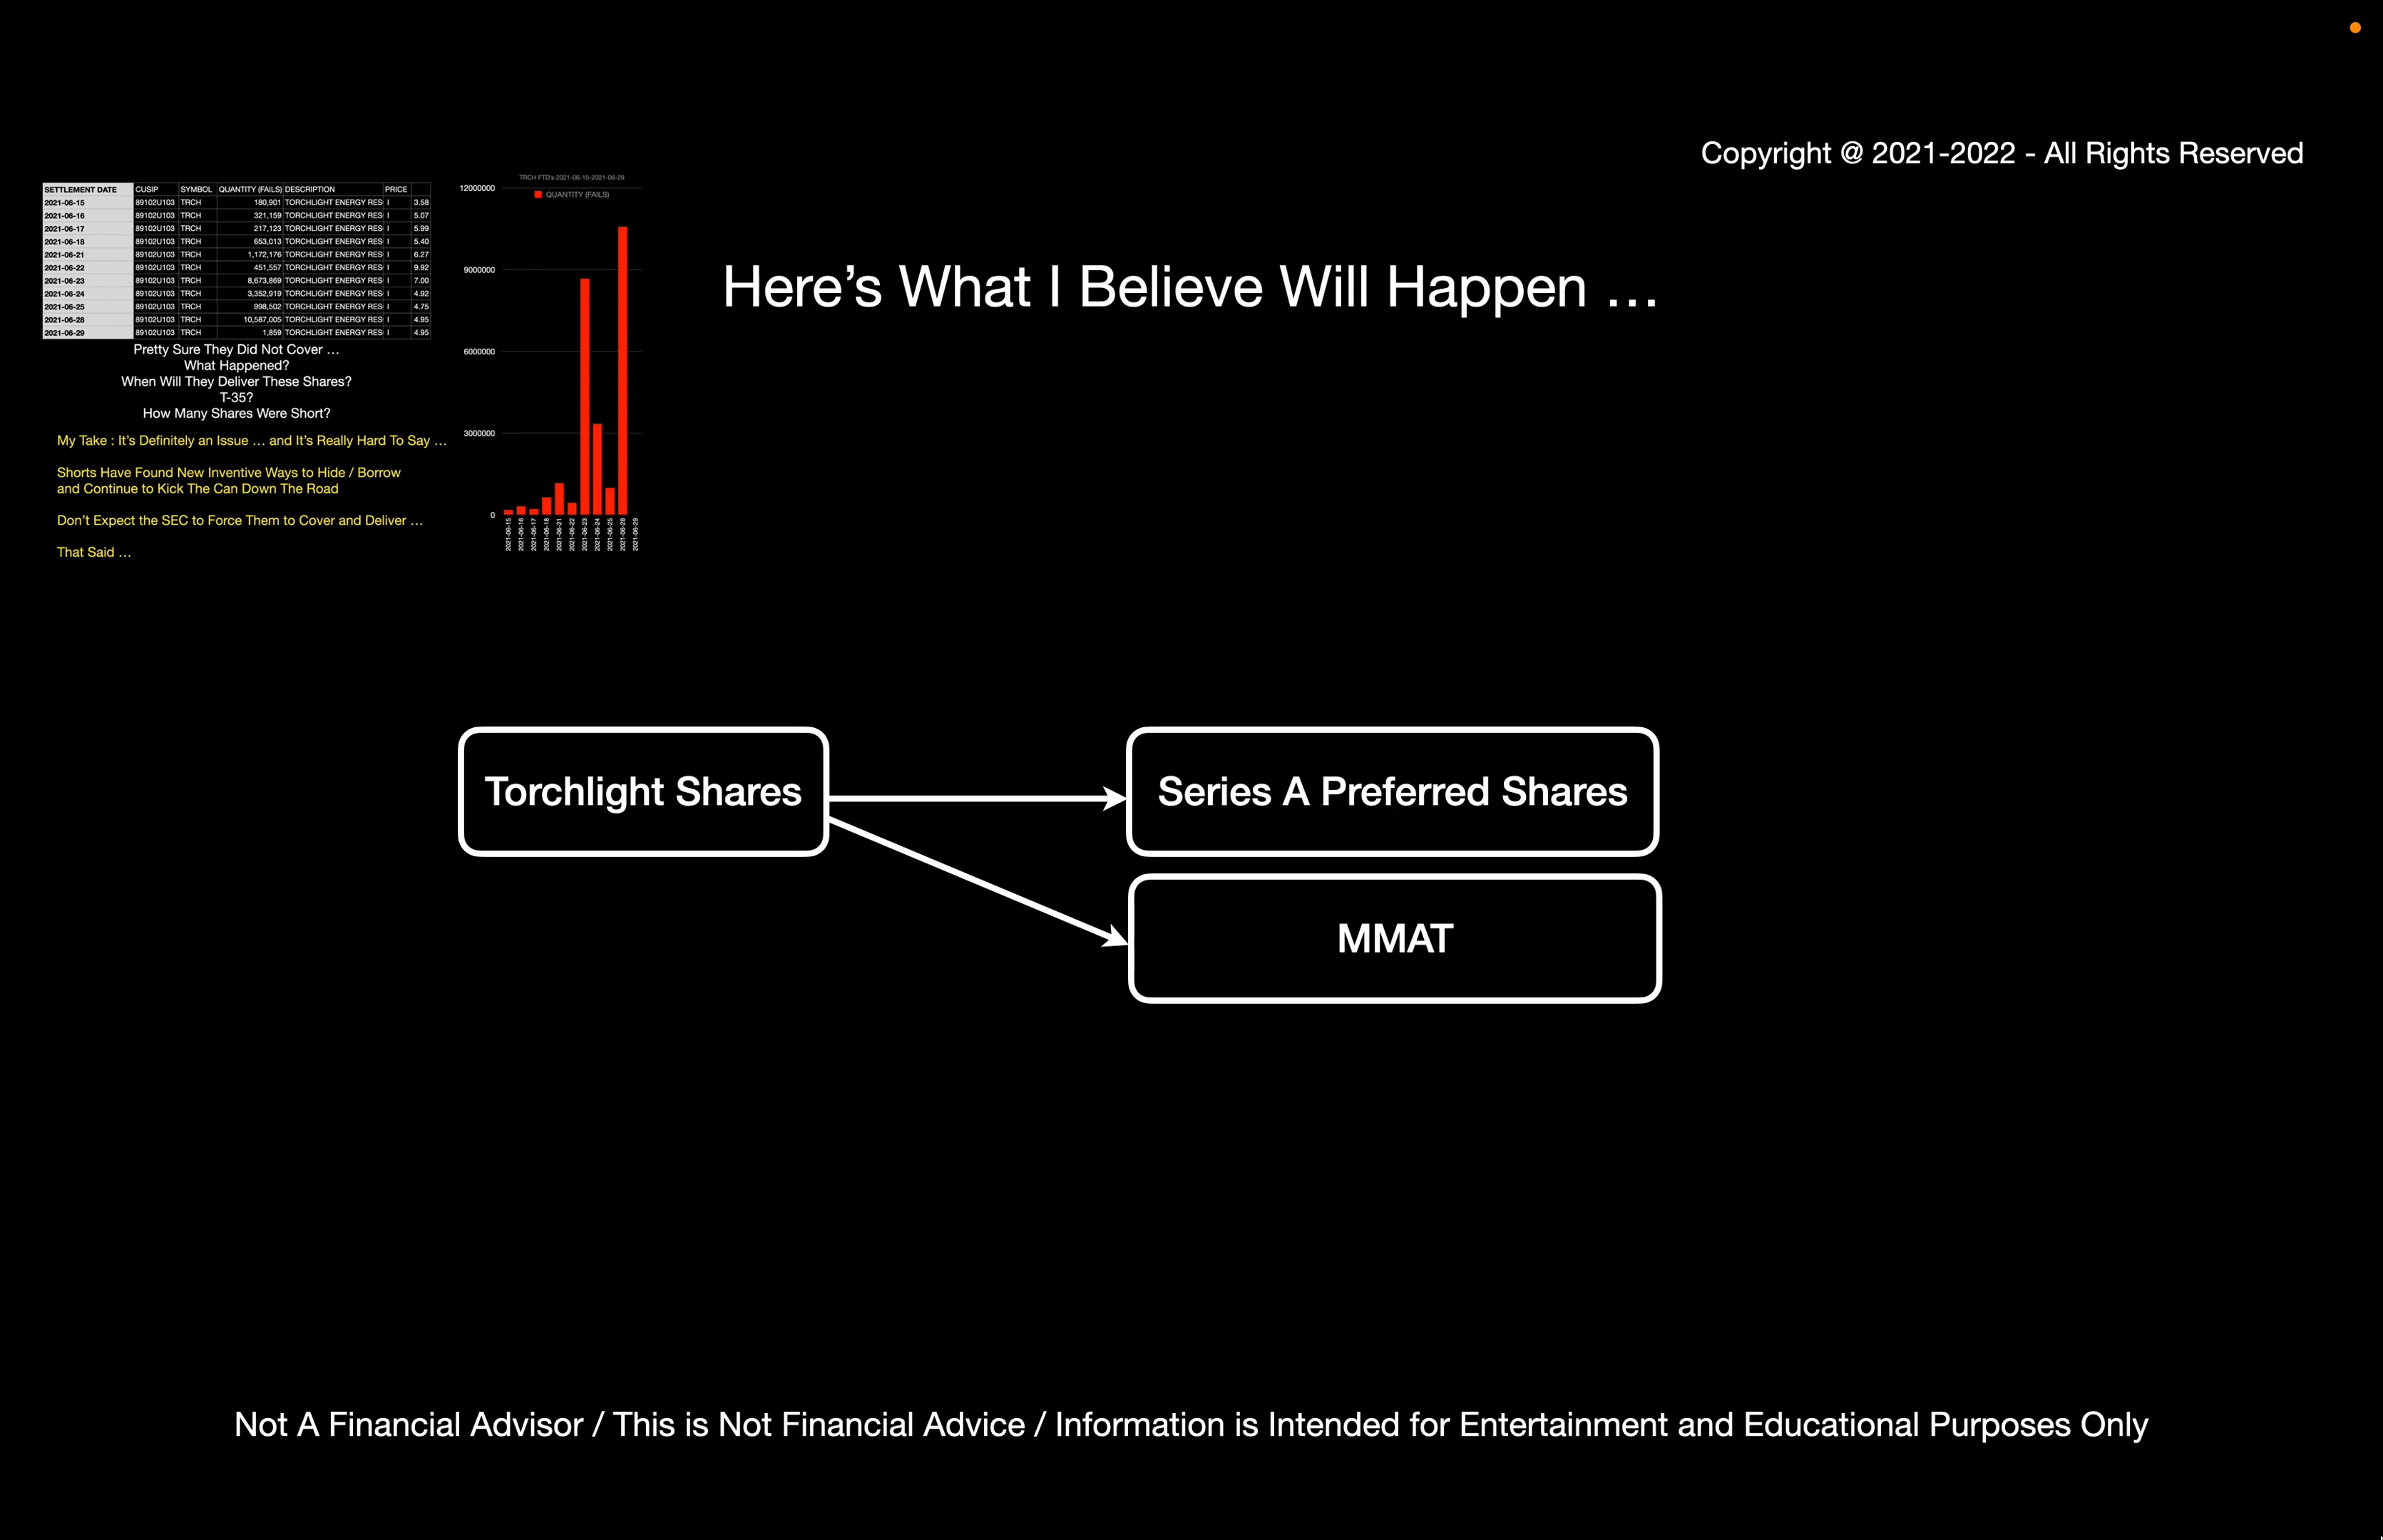 Copyright @ 2021-2022 - All Rights Reserved
Here’s What I Believe Will Happen …
SETTLEMENT DATE CUSIP SYMBOL QUANTITY (FAILS) DESCRIPTION PRICE
2021-06-15 89102U103 TRCH 180,901 TORCHLIGHT ENERGY RES I 3.58
2021-06-16 89102U103 TRCH 321,159 TORCHLIGHT ENERGY RES I 5.07
2021-06-17 89102U103 TRCH 217,123 TORCHLIGHT ENERGY RES I 5.99
2021-06-18 89102U103 TRCH 653,013 TORCHLIGHT ENERGY RES I 5.40
2021-06-21 89102U103 TRCH 1,172,176 TORCHLIGHT ENERGY RES I 6.27
2021-06-22 89102U103 TRCH 451,557 TORCHLIGHT ENERGY RES I 9.92
2021-06-23 89102U103 TRCH 8,673,869 TORCHLIGHT ENERGY RES I 7.00
2021-06-24 89102U103 TRCH 3,352,919 TORCHLIGHT ENERGY RES I 4.92
2021-06-25 89102U103 TRCH 998,502 TORCHLIGHT ENERGY RES I 4.75
2021-06-28 89102U103 TRCH 10,587,005 TORCHLIGHT ENERGY RES I 4.95
2021-06-29 89102U103 TRCH 1,859 TORCHLIGHT ENERGY RES I 4.95
Pretty Sure They Did Not Cover …
What Happened?
When Will They Deliver These Shares?
T-35?
How Many Shares Were Short?
My Take : It’s Definitely an Issue … and It’s Really Hard To Say …
Shorts Have Found New Inventive Ways to Hide / Borrow
and Continue to Kick The Can Down The Road
Don’t Expect the SEC to Force Them to Cover and Deliver …
That Said …
TRCH FTD's 2021-06-15-2021-06-29
QUANTITY (FAILS)
12000000
9000000
6000000
3000000
0
2021-06-15
2021-06-16
2021-06-17
2021-06-18
2021-06-21
2021-06-22
2021-06-23
2021-06-24
2021-06-25
2021-06-28
2021-06-29
Torchlight Shares
Series A Preferred Shares
MMAT
Not A Financial Advisor / This is Not Financial Advice / Information is Intended for Entertainment and Educational Purposes Only